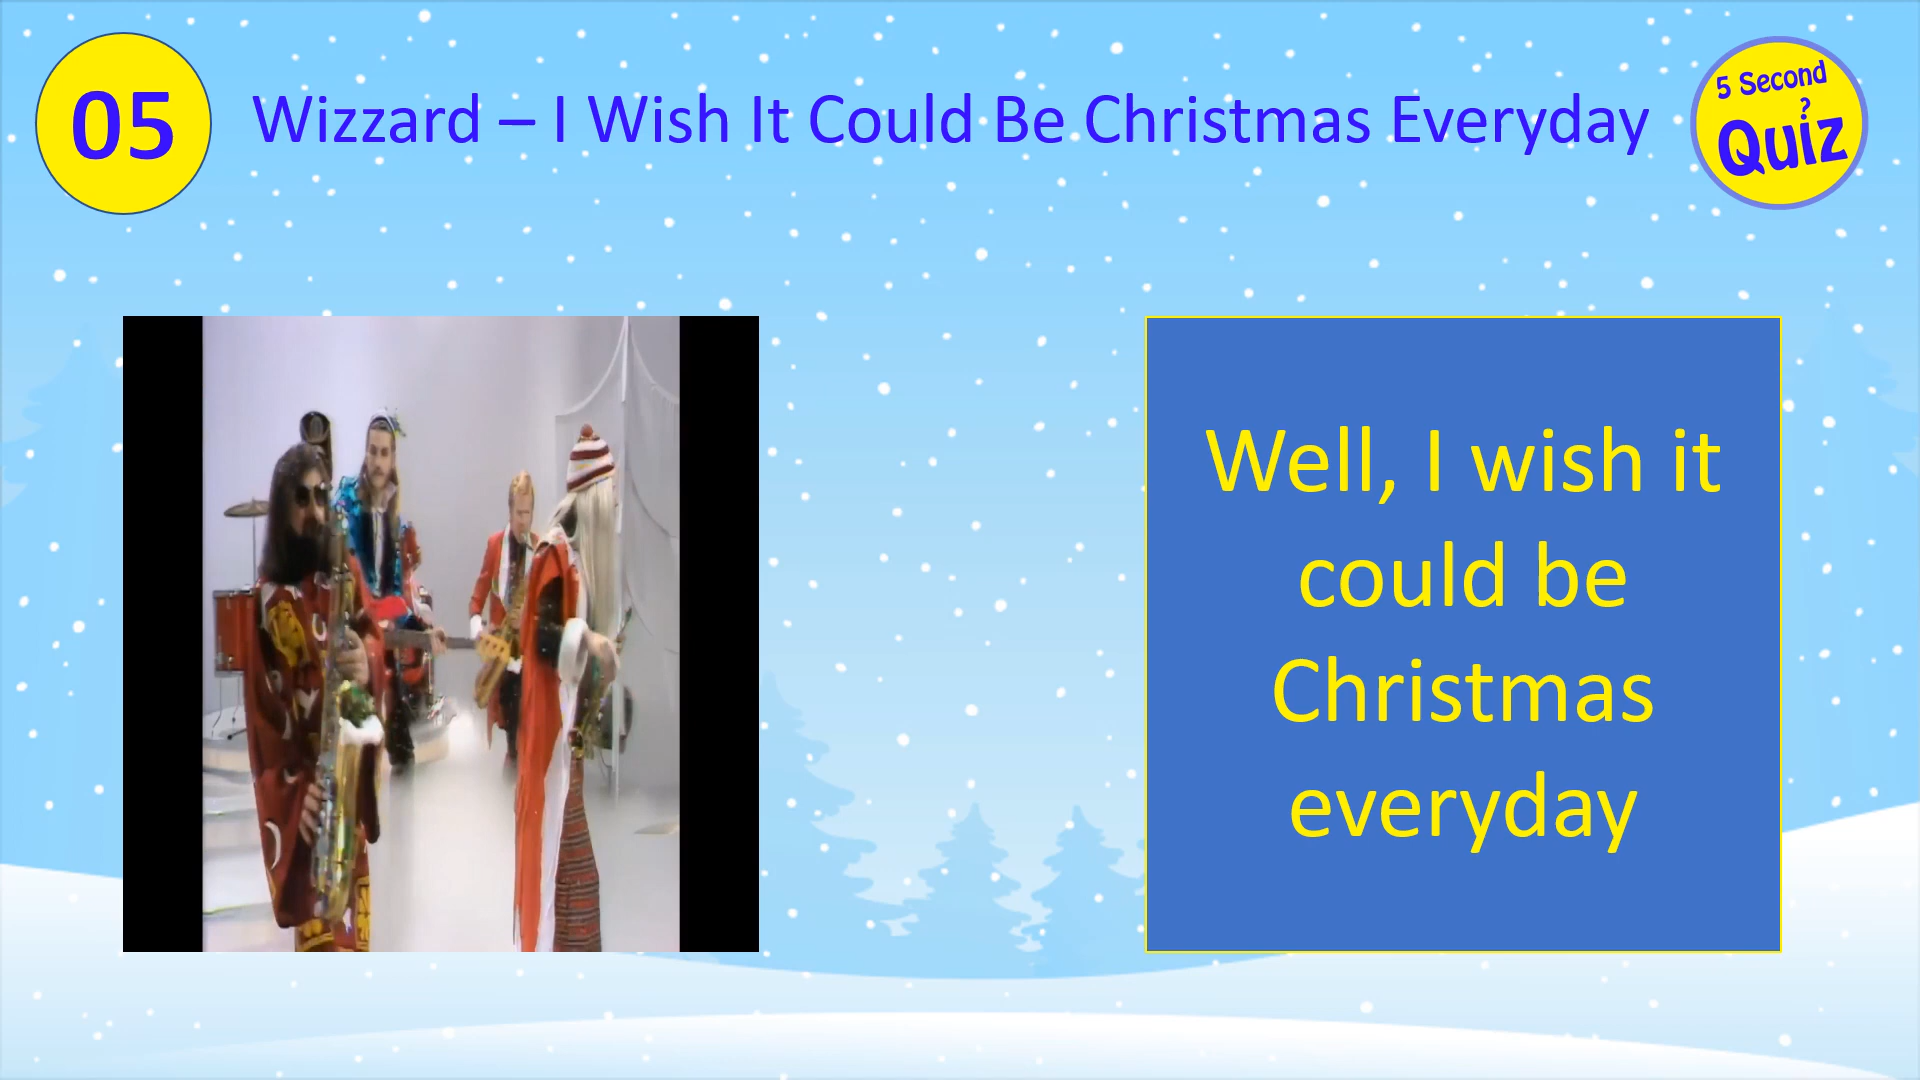 05
Wizzard – I Wish It Could Be Christmas Everyday
5 Second
?
Quiz
Well, I wish it
could be
Christmas
everyday